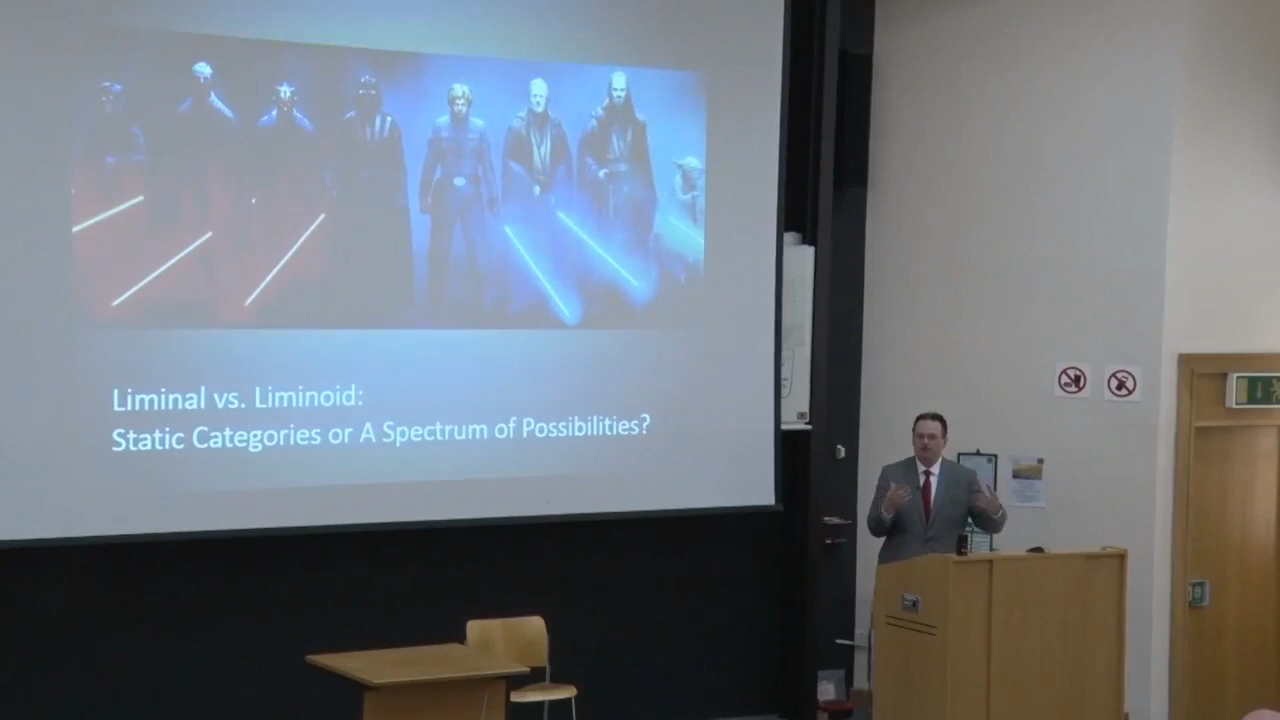 Liminal vs. Liminoid:
Static Categories or A Spectrum of Possibilities?